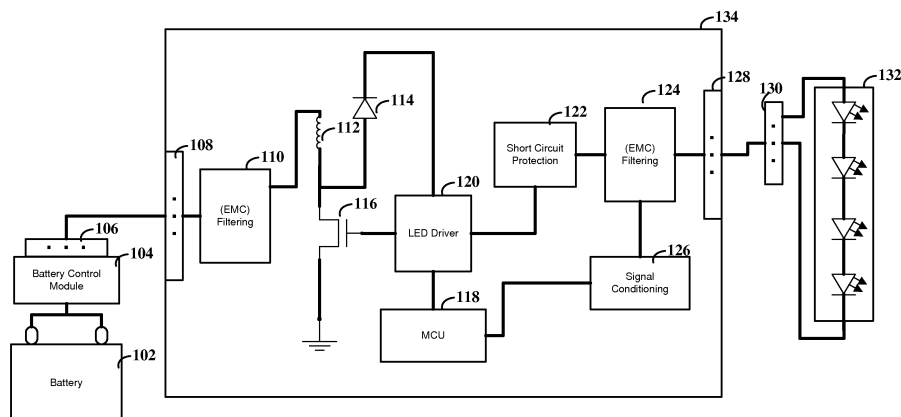 134
128
132
124
130
122
114
112
108
110
(EMC)
Filtering
Short Circuit
Protection
(EMC)
Filtering
120
116
LED Driver
106
104
Battery Control
Module
126
Signal
Conditioning
118
MCU
102
Battery